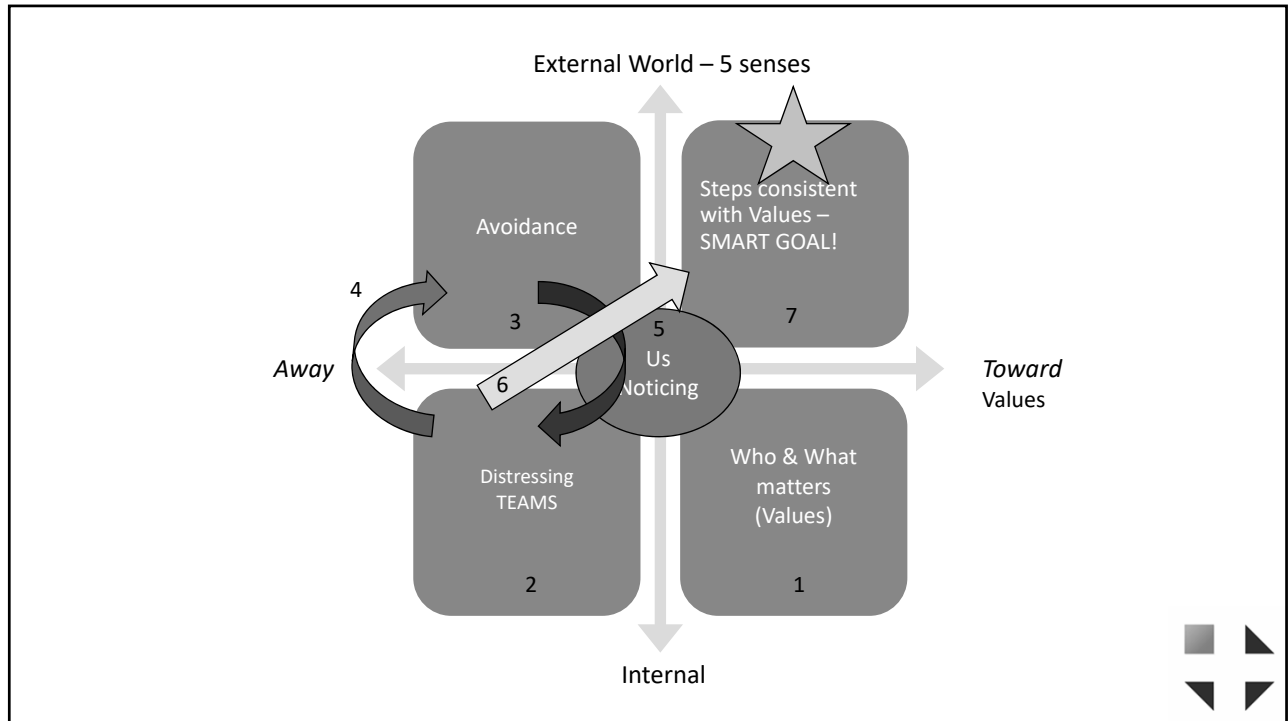 External World – 5 senses
Avoidance
Steps consistent
with Values –
SMART GOAL!
4
3
5
7
Us
Noticing
Away
6
Toward
Values
Distressing
TEAMS
Who & What
matters
(Values)
2
1
Internal